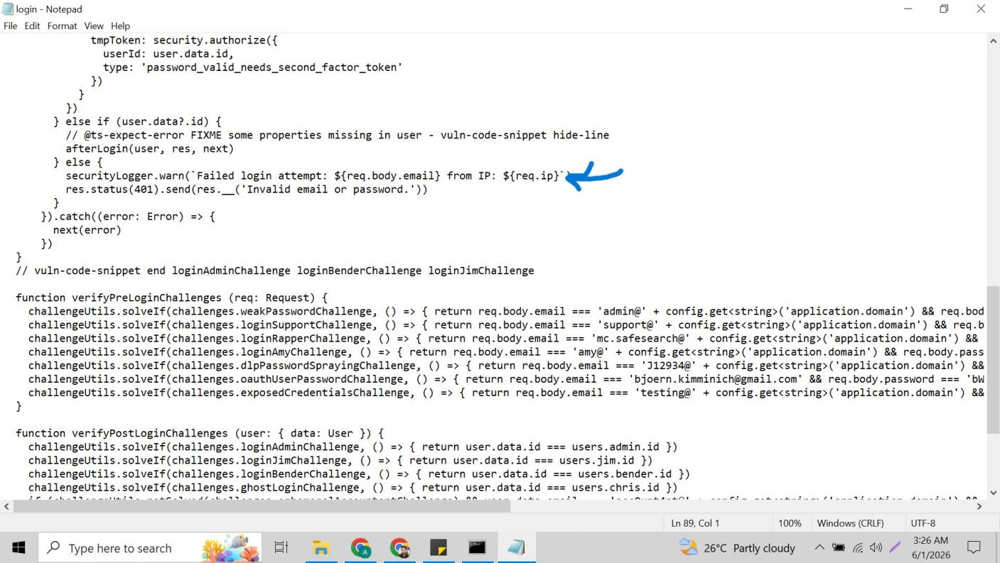 login - Notepad
File Edit Format View Help
tmpToken: security.authorize({
userId: user.data.id,
type: 'password_valid_needs_second_factor_token'
})
}
})
} else if (user.data?.id) {
// @ts-expect-error FIXME some properties missing in user - vuln-code-snippet hide-line
afterLogin(user, res, next)
} else {
securityLogger.warn(`Failed login attempt: ${req.body.email} from IP: ${req.ip}`)
res.status(401).send(res.__('Invalid email or password.'))
}
}).catch((error: Error) => {
next(error)
})
}
// vuln-code-snippet end loginAdminChallenge loginBenderChallenge loginJimChallenge
function verifyPreLoginChallenges (req: Request) {
challengeUtils.solveIf(challenges.weakPasswordChallenge, () => { return req.body.email === 'admin@' + config.get<string>('application.domain') && req.bod
challengeUtils.solveIf(challenges.loginSupportChallenge, () => { return req.body.email === 'support@' + config.get<string>('application.domain') && req.b
challengeUtils.solveIf(challenges.loginRapperChallenge, () => { return req.body.email === 'mc.safesearch@' + config.get<string>('application.domain') &&
challengeUtils.solveIf(challenges.loginAmyChallenge, () => { return req.body.email === 'amy@' + config.get<string>('application.domain') && req.body.pass
challengeUtils.solveIf(challenges.dlpPasswordSprayingChallenge, () => { return req.body.email === 'J12934@' + config.get<string>('application.domain') &&
challengeUtils.solveIf(challenges.oauthUserPasswordChallenge, () => { return req.body.email === 'bjoern.kimminich@gmail.com' && req.body.password === 'bW
challengeUtils.solveIf(challenges.exposedCredentialsChallenge, () => { return req.body.email === 'testing@' + config.get<string>('application.domain') &&
}
function verifyPostLoginChallenges (user: { data: User }) {
challengeUtils.solveIf(challenges.loginAdminChallenge, () => { return user.data.id === users.admin.id })
challengeUtils.solveIf(challenges.loginJimChallenge, () => { return user.data.id === users.jim.id })
challengeUtils.solveIf(challenges.loginBenderChallenge, () => { return user.data.id === users.bender.id })
challengeUtils.solveIf(challenges.ghostLoginChallenge, () => { return user.data.id === users.chris.id })
Ln 89, Col 1 100% Windows (CRLF) UTF-8
Type here to search 26°C Partly cloudy 3:26 AM
6/1/2026